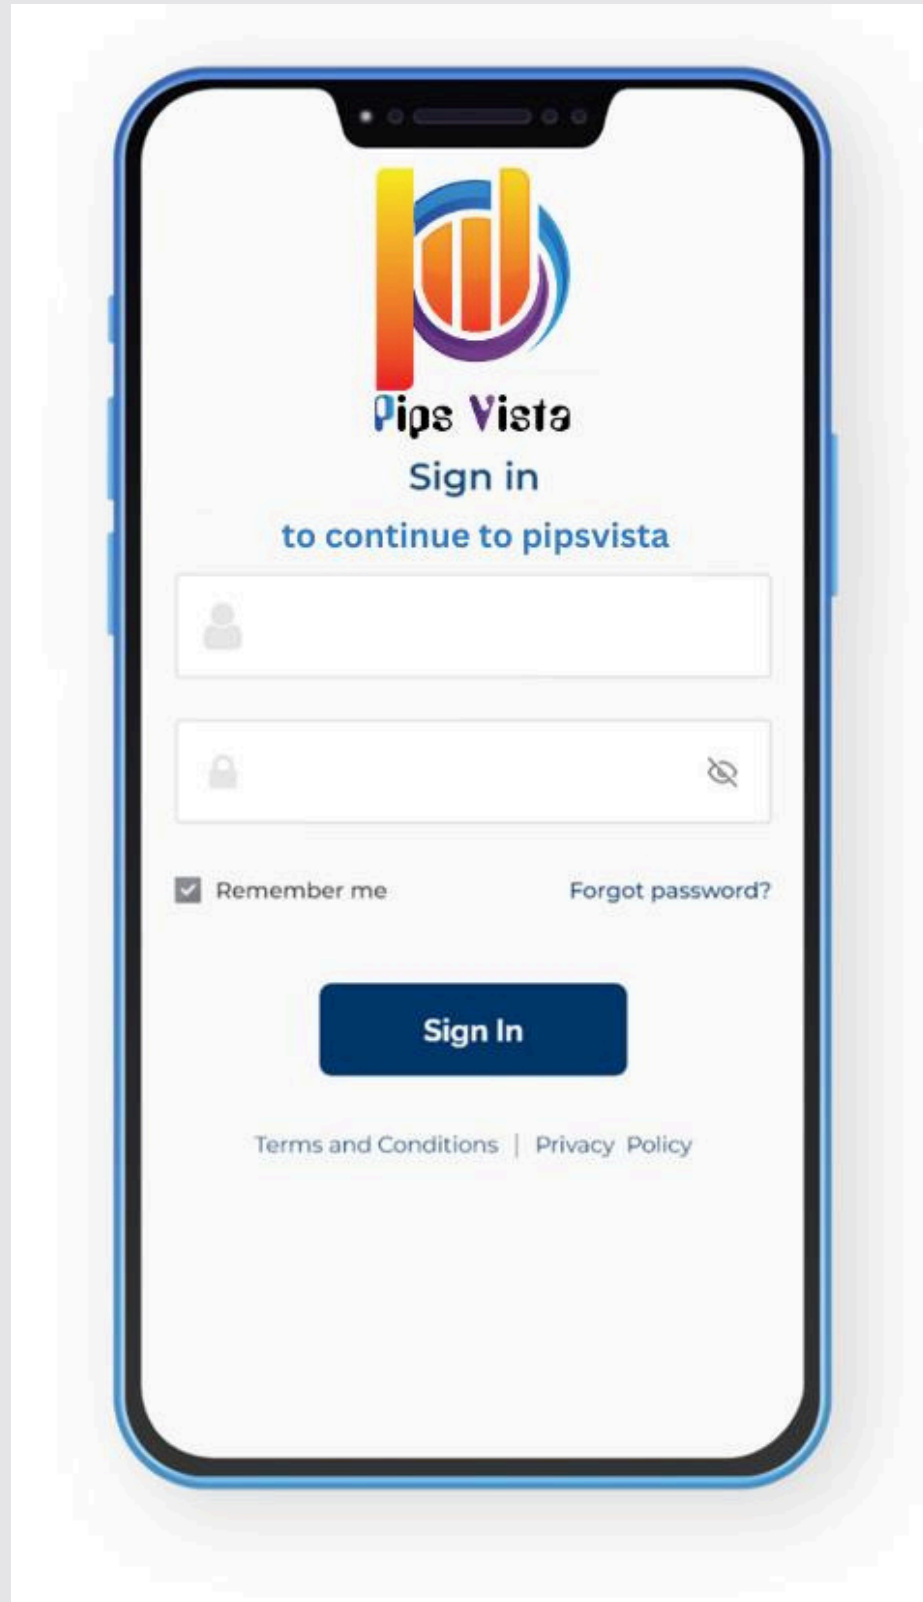 Pips Vista
Sign in
to continue to pipsvista
Remember me
Forgot password?
Sign In
Terms and Conditions | Privacy Policy